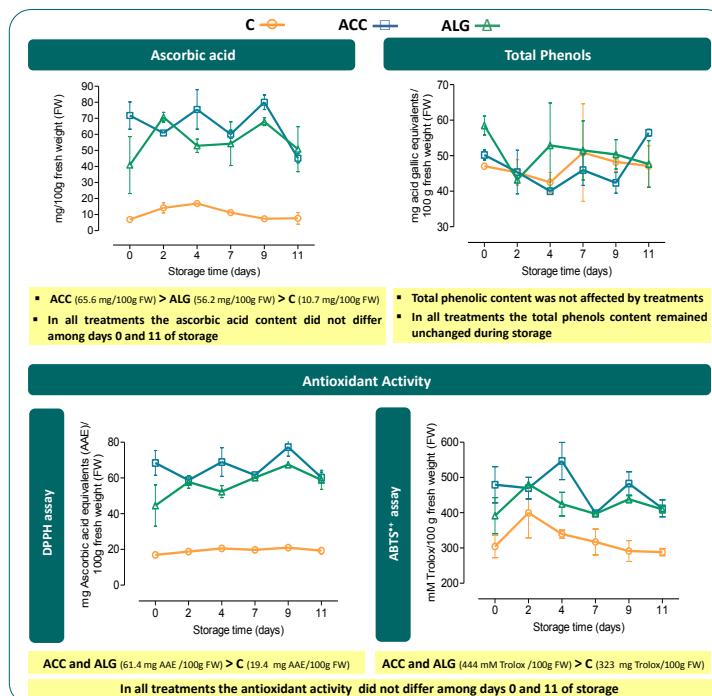 C ACC ALG
Ascorbic acid
mg/100g fresh weight (FW)
90
80
70
60
50
40
30
20
10
0
0 2 4 7 9 11
Storage time (days)
▪ ACC (65.6 mg/100g FW) > ALG (56.2 mg/100g FW) > C (10.7 mg/100g FW)
▪ In all treatments the ascorbic acid content did not differ
among days 0 and 11 of storage
Total Phenols
mg acid gallic equivalents/
100 g fresh weight (FW)
60
50
40
30
0 2 4 7 9 11
Storage time (days)
▪ Total phenolic content was not affected by treatments
▪ In all treatments the total phenols content remained
unchanged during storage
Antioxidant Activity
DPPH assay
mg Ascorbic acid equivalents (AAE)/
100g fresh weight (FW)
100
80
60
40
20
0
0 2 4 7 9 11
Storage time (days)
ACC and ALG (61.4 mg AAE /100g FW) > C (19.4 mg AAE/100g FW)
ABTS•+ assay
mM Trolox/100 g fresh weight (FW)
600
500
400
300
200
0 2 4 7 9 11
Storage time (days)
ACC and ALG (444 mM Trolox /100g FW) > C (323 mg Trolox/100g FW)
In all treatments the antioxidant activity did not differ among days 0 and 11 of storage